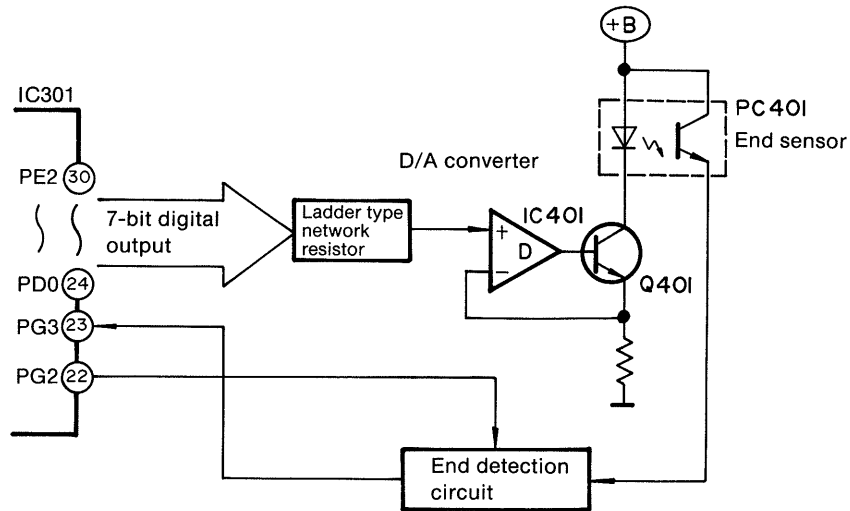 +B
IC301
PC401
End sensor
D/A converter
PE2 30
7-bit digital
output
Ladder type
network
resistor
IC401
+
D
−
Q401
PD0 24
PG3 23
PG2 22
End detection
circuit